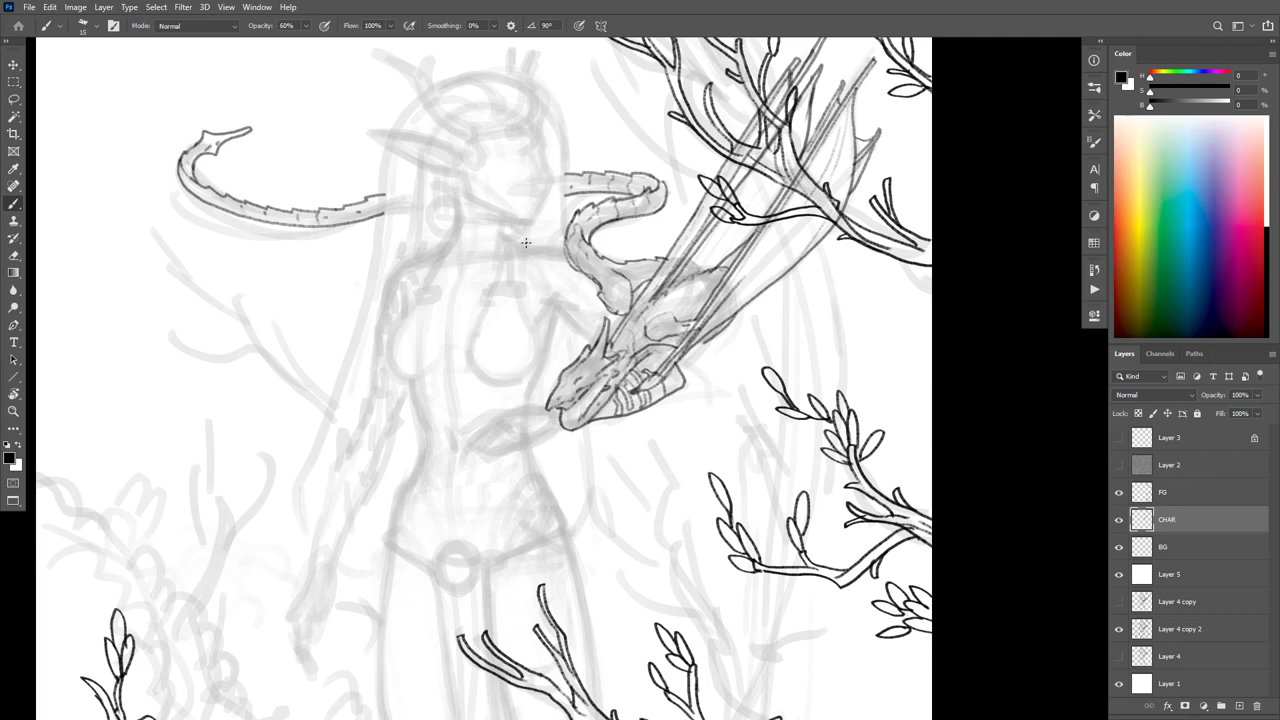 Ps File Edit Image Layer Type Select Filter 3D View Window Help
15 Mode: Normal Opacity: 60% Flow: 100% Smoothing: 0% 90°
Color
H 0 °
S 0 %
B 0 %
Layers Channels Paths
Kind
Normal Opacity: 100%
Lock: Fill: 100%
Layer 3
Layer 2
FG
CHAR
BG
Layer 5
Layer 4 copy
Layer 4 copy 2
Layer 4
Layer 1
fx